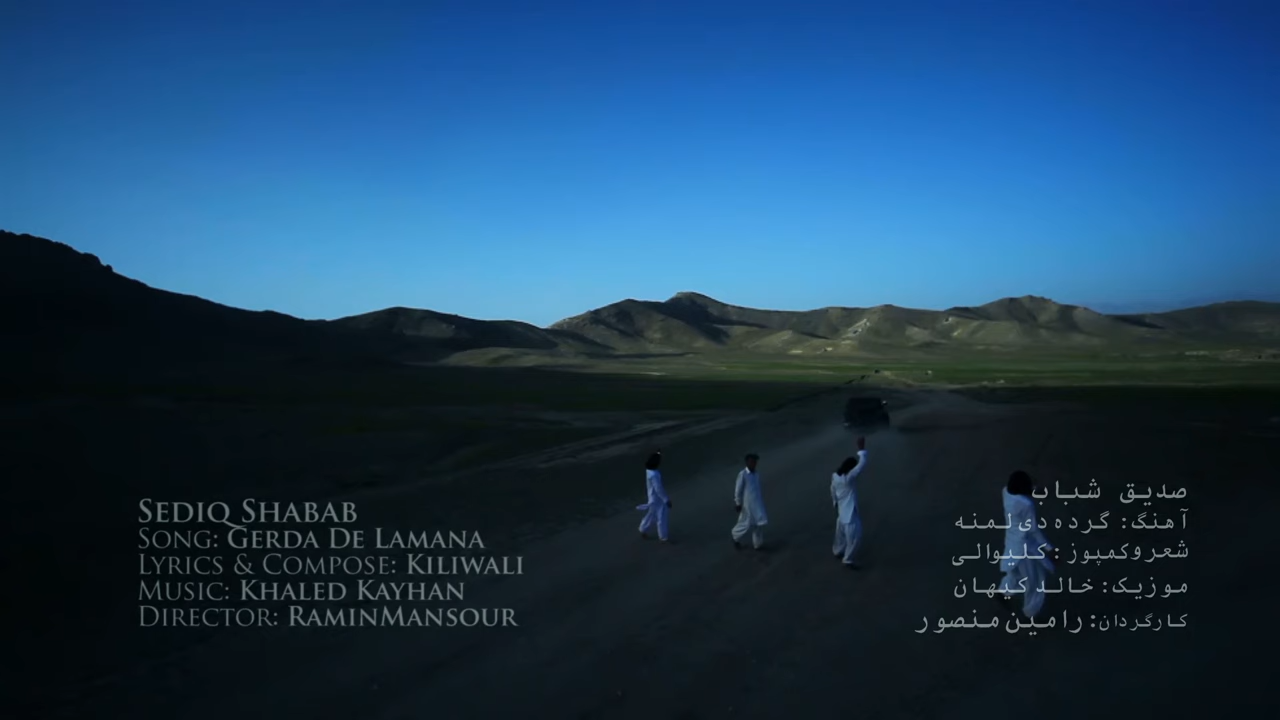 SEDIQ SHABAB
SONG: GERDA DE LAMANA
LYRICS & COMPOSE: KILIWALI
MUSIC: KHALED KAYHAN
DIRECTOR: RAMINMANSOUR
صدیق شباب
آهنگ: گرده دی لمنه
شعروکمپوز: کلیوالی
موزیک: خالد کیهان
کارگردان: رامین منصور